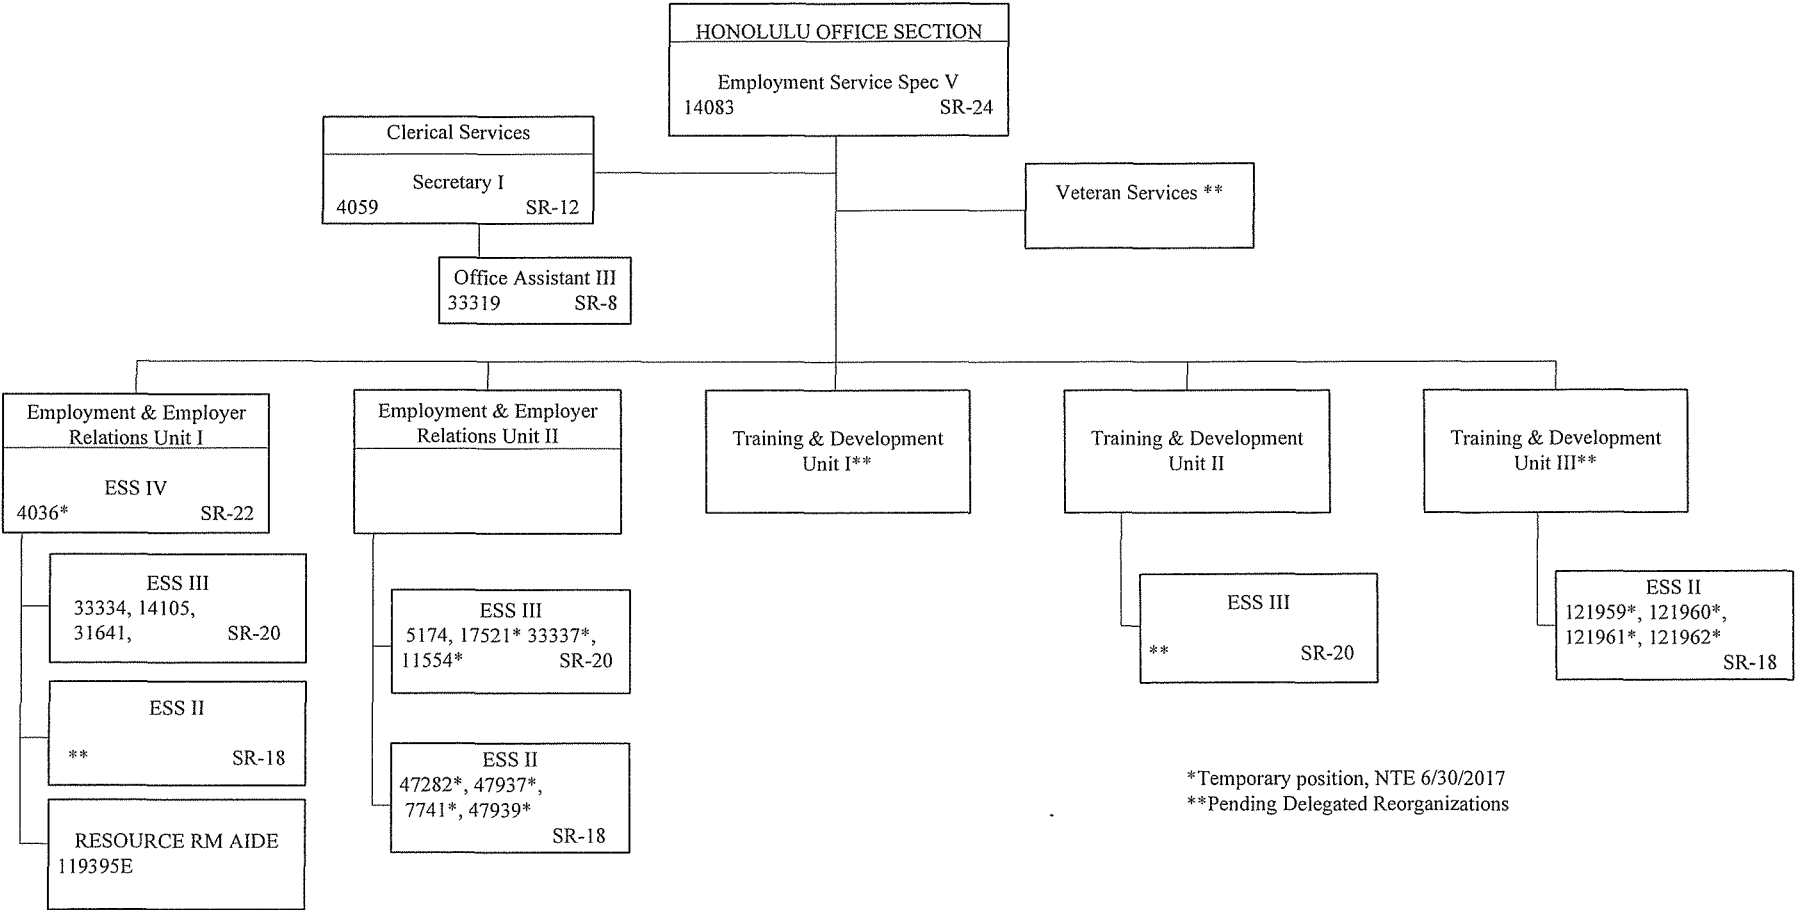 HONOLULU OFFICE SECTION
Employment Service Spec V
14083 SR-24
Clerical Services
Secretary I
4059 SR-12
Veteran Services **
Office Assistant III
33319 SR-8
Employment & Employer
Relations Unit I
ESS IV
4036* SR-22
ESS III
33334, 14105,
31641, SR-20
ESS II
** SR-18
RESOURCE RM AIDE
119395E
Employment & Employer
Relations Unit II
ESS III
5174, 17521* 33337*,
11554* SR-20
ESS II
47282*, 47937*,
7741*, 47939*
SR-18
Training & Development
Unit I**
Training & Development
Unit II
ESS III
** SR-20
Training & Development
Unit III**
ESS II
121959*, 121960*,
121961*, 121962*
SR-18
*Temporary position, NTE 6/30/2017
**Pending Delegated Reorganizations